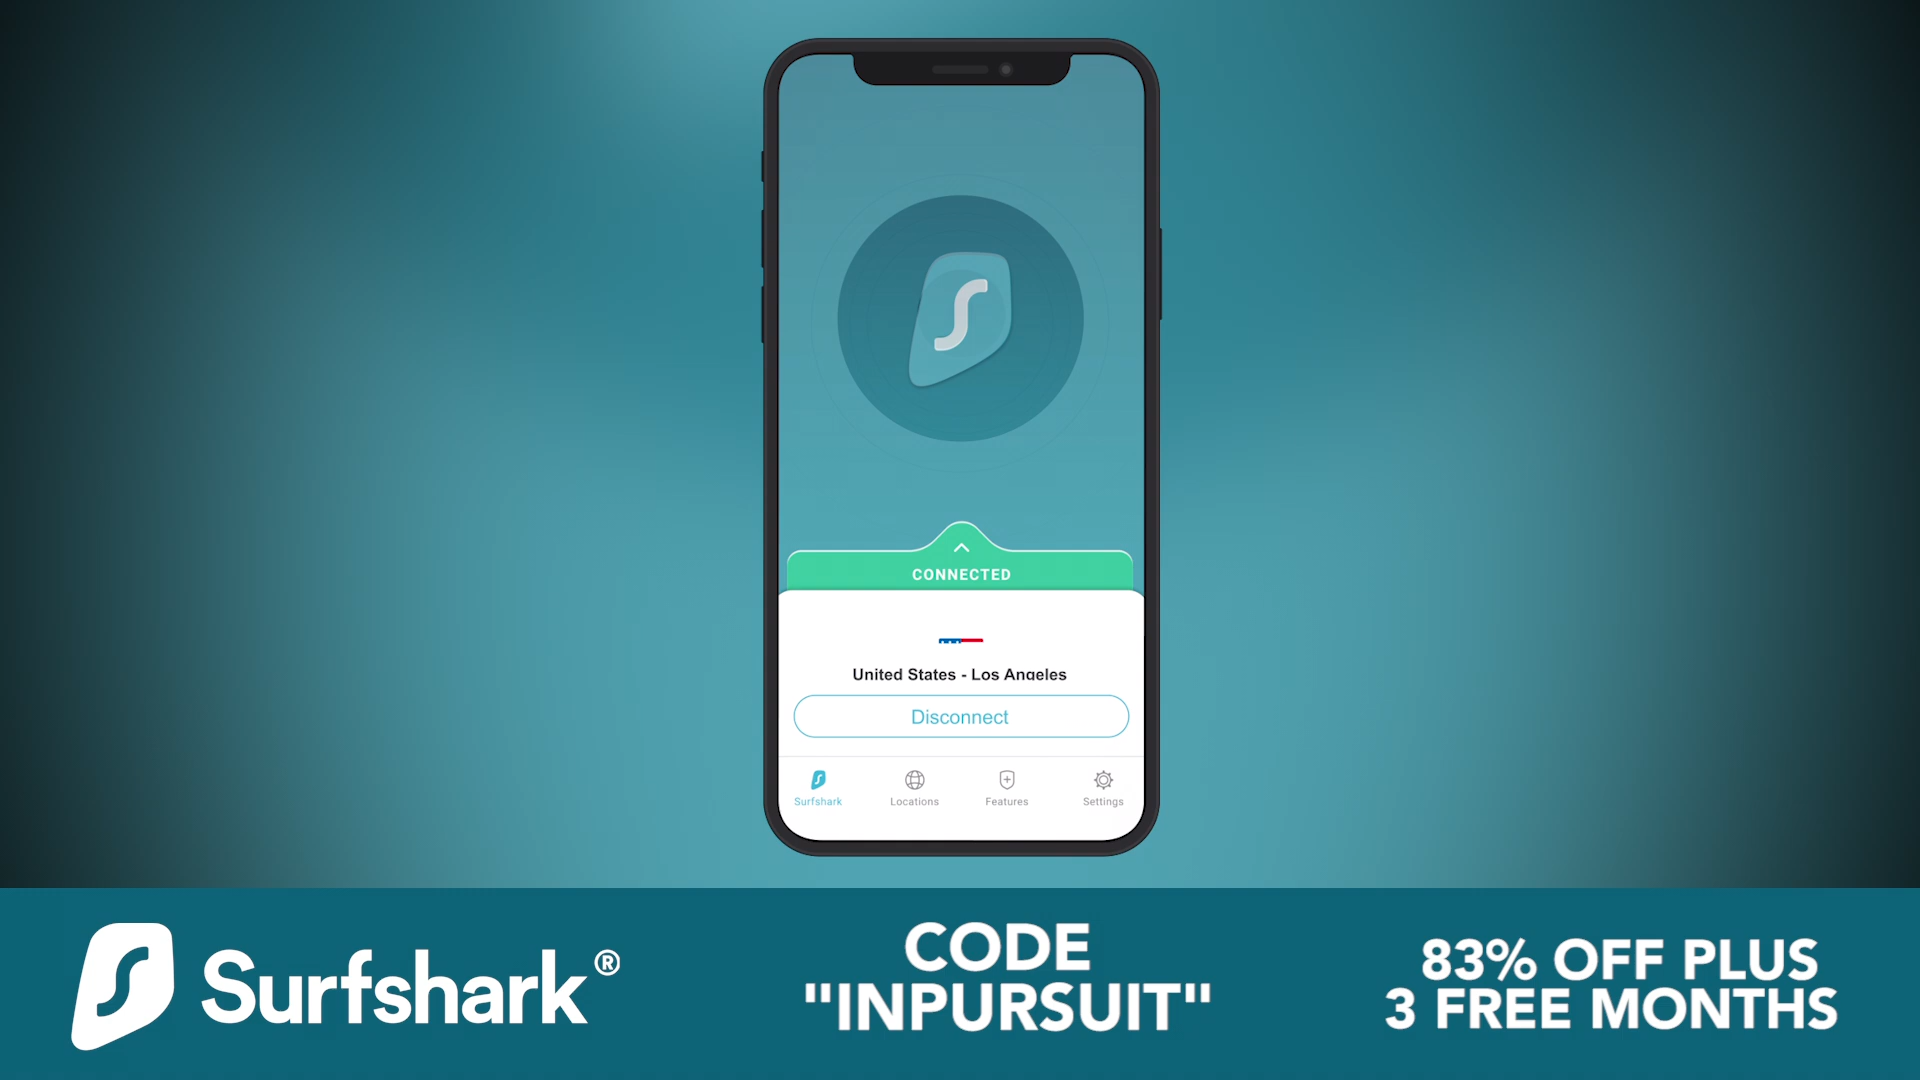 CONNECTED
United States - Los Angeles
Disconnect
Surfshark
Locations
Features
Settings
Surfshark®
CODE
"INPURSUIT"
83% OFF PLUS
3 FREE MONTHS